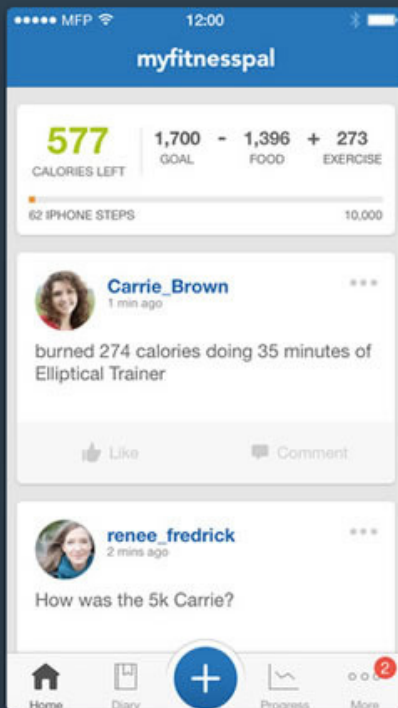 MFP 12:00
myfitnesspal
577 1,700 - 1,396 + 273
CALORIES LEFT GOAL FOOD EXERCISE
62 IPHONE STEPS 10,000
Carrie_Brown
1 min ago
burned 274 calories doing 35 minutes of
Elliptical Trainer
Like Comment
renee_fredrick
2 mins ago
How was the 5k Carrie?
2
Home Diary + Progress More